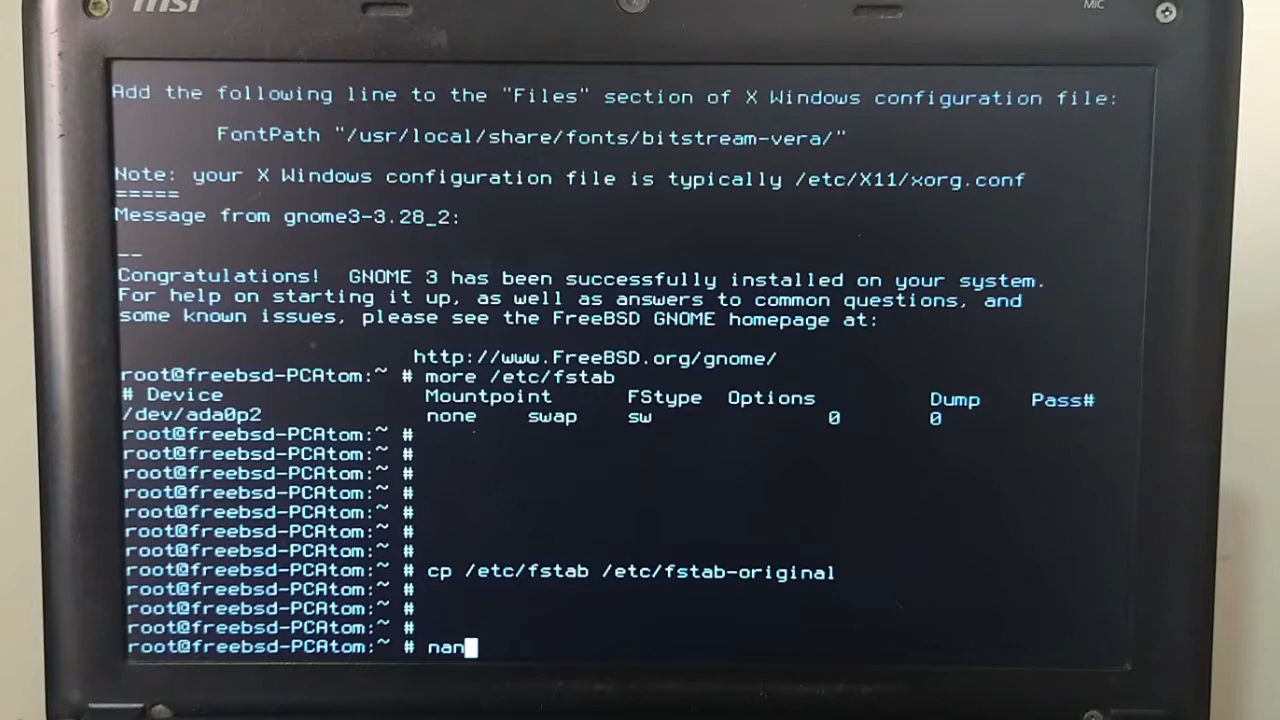 msi
MIC
Add the following line to the "Files" section of X Windows configuration file:
FontPath "/usr/local/share/fonts/bitstream-vera/"
Note: your X Windows configuration file is typically /etc/X11/xorg.conf
=====
Message from gnome3-3.28_2:
--
Congratulations!  GNOME 3 has been successfully installed on your system.
For help on starting it up, as well as answers to common questions, and
some known issues, please see the FreeBSD GNOME homepage at:
http://www.FreeBSD.org/gnome/
root@freebsd-PCAtom:~ # more /etc/fstab
# Device Mountpoint FStype Options Dump Pass#
/dev/ada0p2 none swap sw 0 0
root@freebsd-PCAtom:~ #
root@freebsd-PCAtom:~ #
root@freebsd-PCAtom:~ #
root@freebsd-PCAtom:~ #
root@freebsd-PCAtom:~ #
root@freebsd-PCAtom:~ #
root@freebsd-PCAtom:~ #
root@freebsd-PCAtom:~ # cp /etc/fstab /etc/fstab-original
root@freebsd-PCAtom:~ #
root@freebsd-PCAtom:~ #
root@freebsd-PCAtom:~ #
root@freebsd-PCAtom:~ # nan